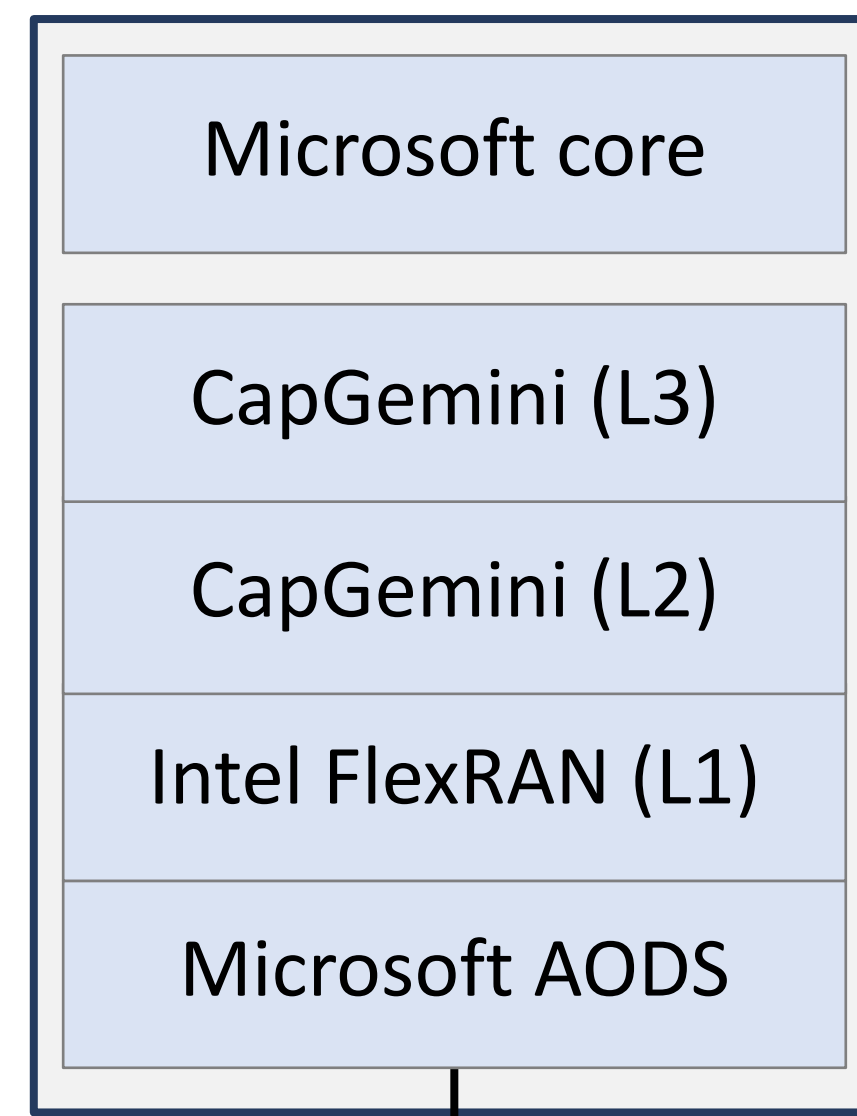 Microsoft core
CapGemini (L3)
CapGemini (L2)
Intel FlexRAN (L1)
Microsoft AODS